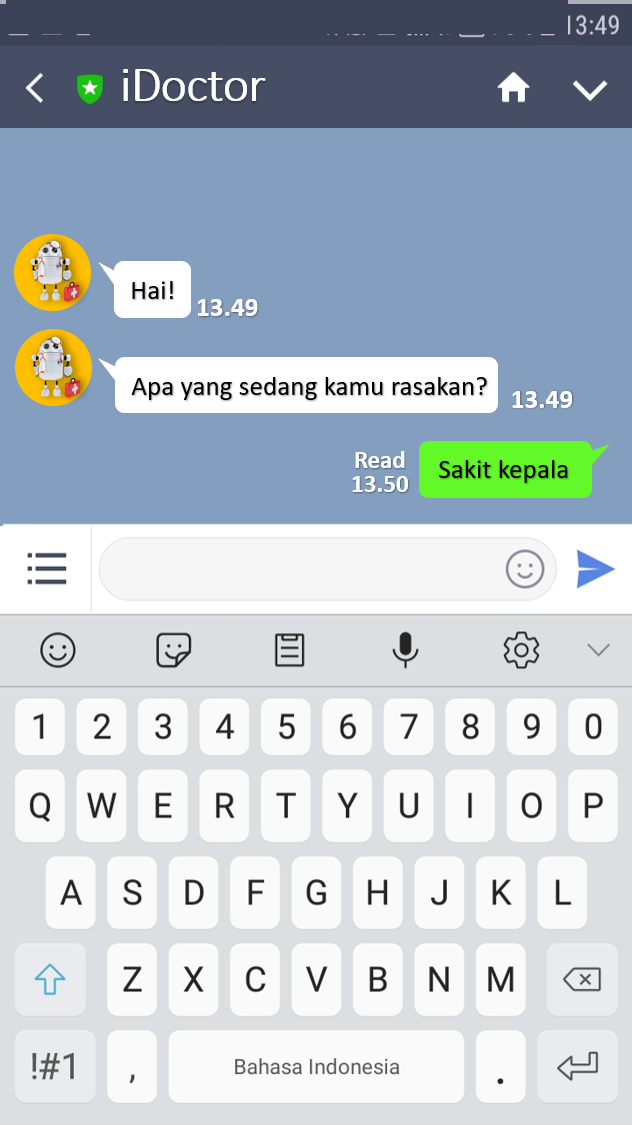 13:49
iDoctor
Hai!
13.49
Apa yang sedang kamu rasakan?
13.49
Read
13.50
Sakit kepala
1 2 3 4 5 6 7 8 9 0
Q W E R T Y U I O P
A S D F G H J K L
Z X C V B N M
!#1 , Bahasa Indonesia .